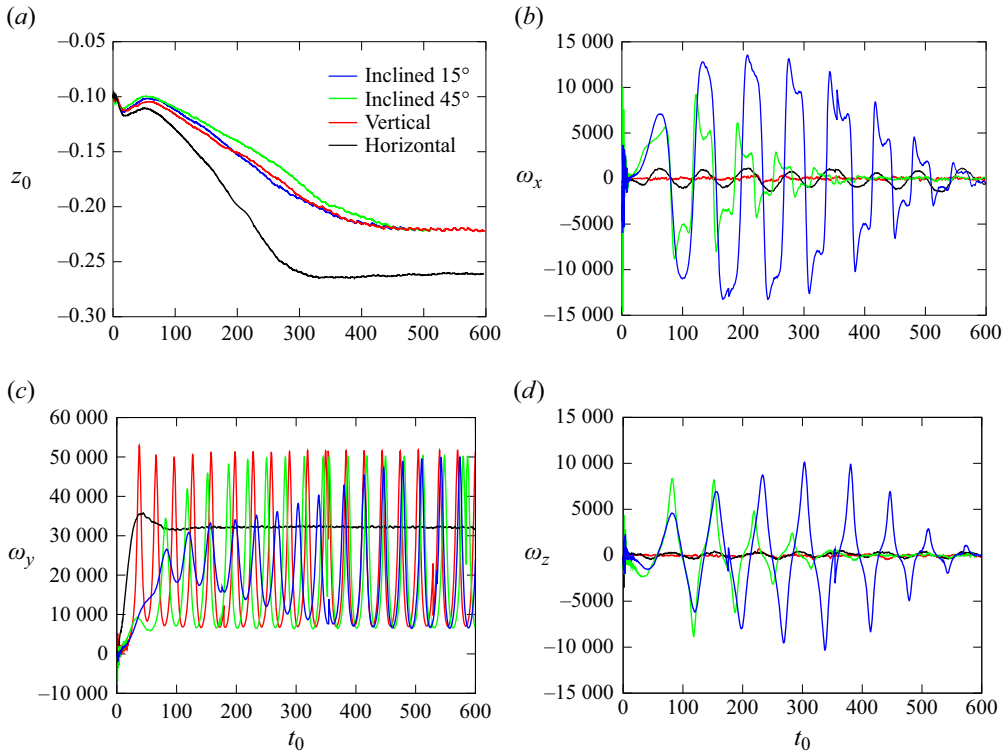 (a)
−0.05
−0.10
−0.15
−0.20
−0.25
−0.30
z0
0 100 200 300 400 500 600
Inclined 15°
Inclined 45°
Vertical
Horizontal
(b)
15 000
10 000
5000
0
−5000
−10 000
−15 000
ωx
0 100 200 300 400 500 600
(c)
60 000
50 000
40 000
30 000
20 000
10 000
0
−10 000
ωy
0 100 200 300 400 500 600
t0
(d)
15 000
10 000
5000
0
−5000
−10 000
−15 000
ωz
0 100 200 300 400 500 600
t0